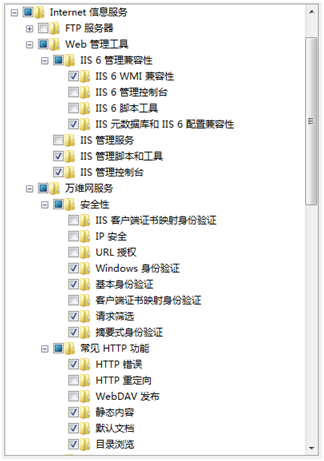 Internet 信息服务
FTP 服务器
Web 管理工具
IIS 6 管理兼容性
IIS 6 WMI 兼容性
IIS 6 管理控制台
IIS 6 脚本工具
IIS 元数据库和 IIS 6 配置兼容性
IIS 管理服务
IIS 管理脚本和工具
IIS 管理控制台
万维网服务
安全性
IIS 客户端证书映射身份验证
IP 安全
URL 授权
Windows 身份验证
基本身份验证
客户端证书映射身份验证
请求筛选
摘要式身份验证
常见 HTTP 功能
HTTP 错误
HTTP 重定向
WebDAV 发布
静态内容
默认文档
目录浏览